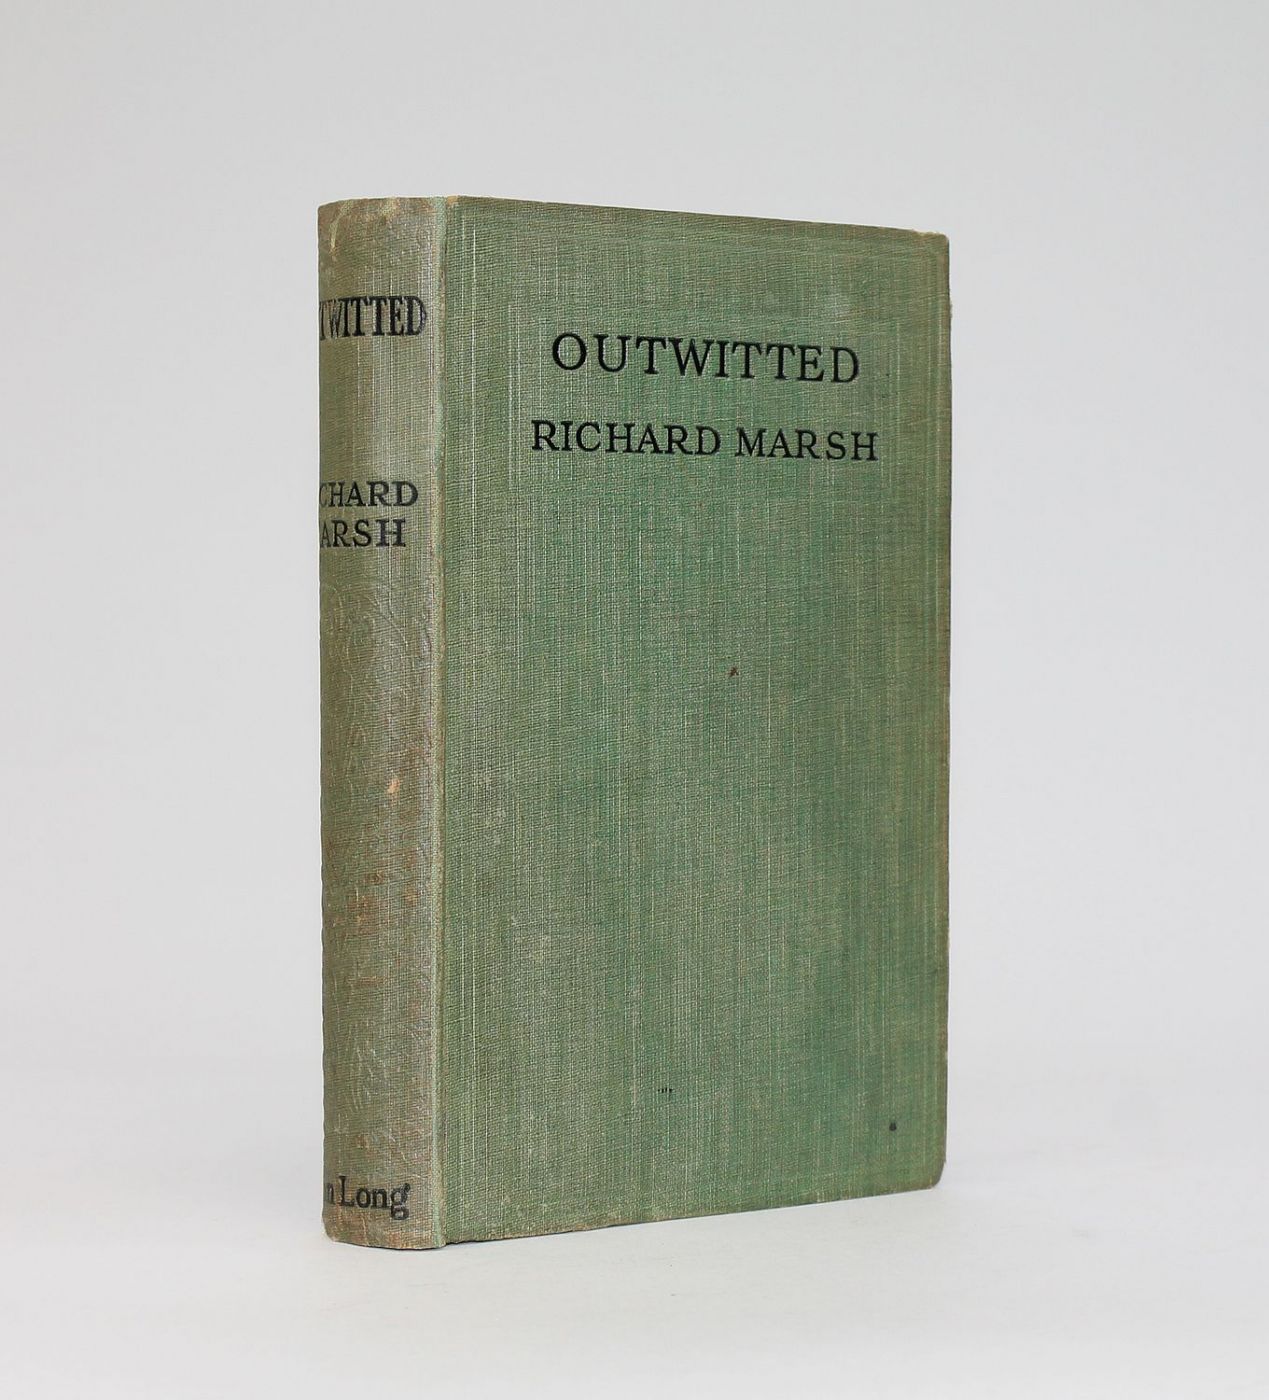 OUTWITTED
RICHARD MARSH
TWITTED
CHARD
ARSH
n Long